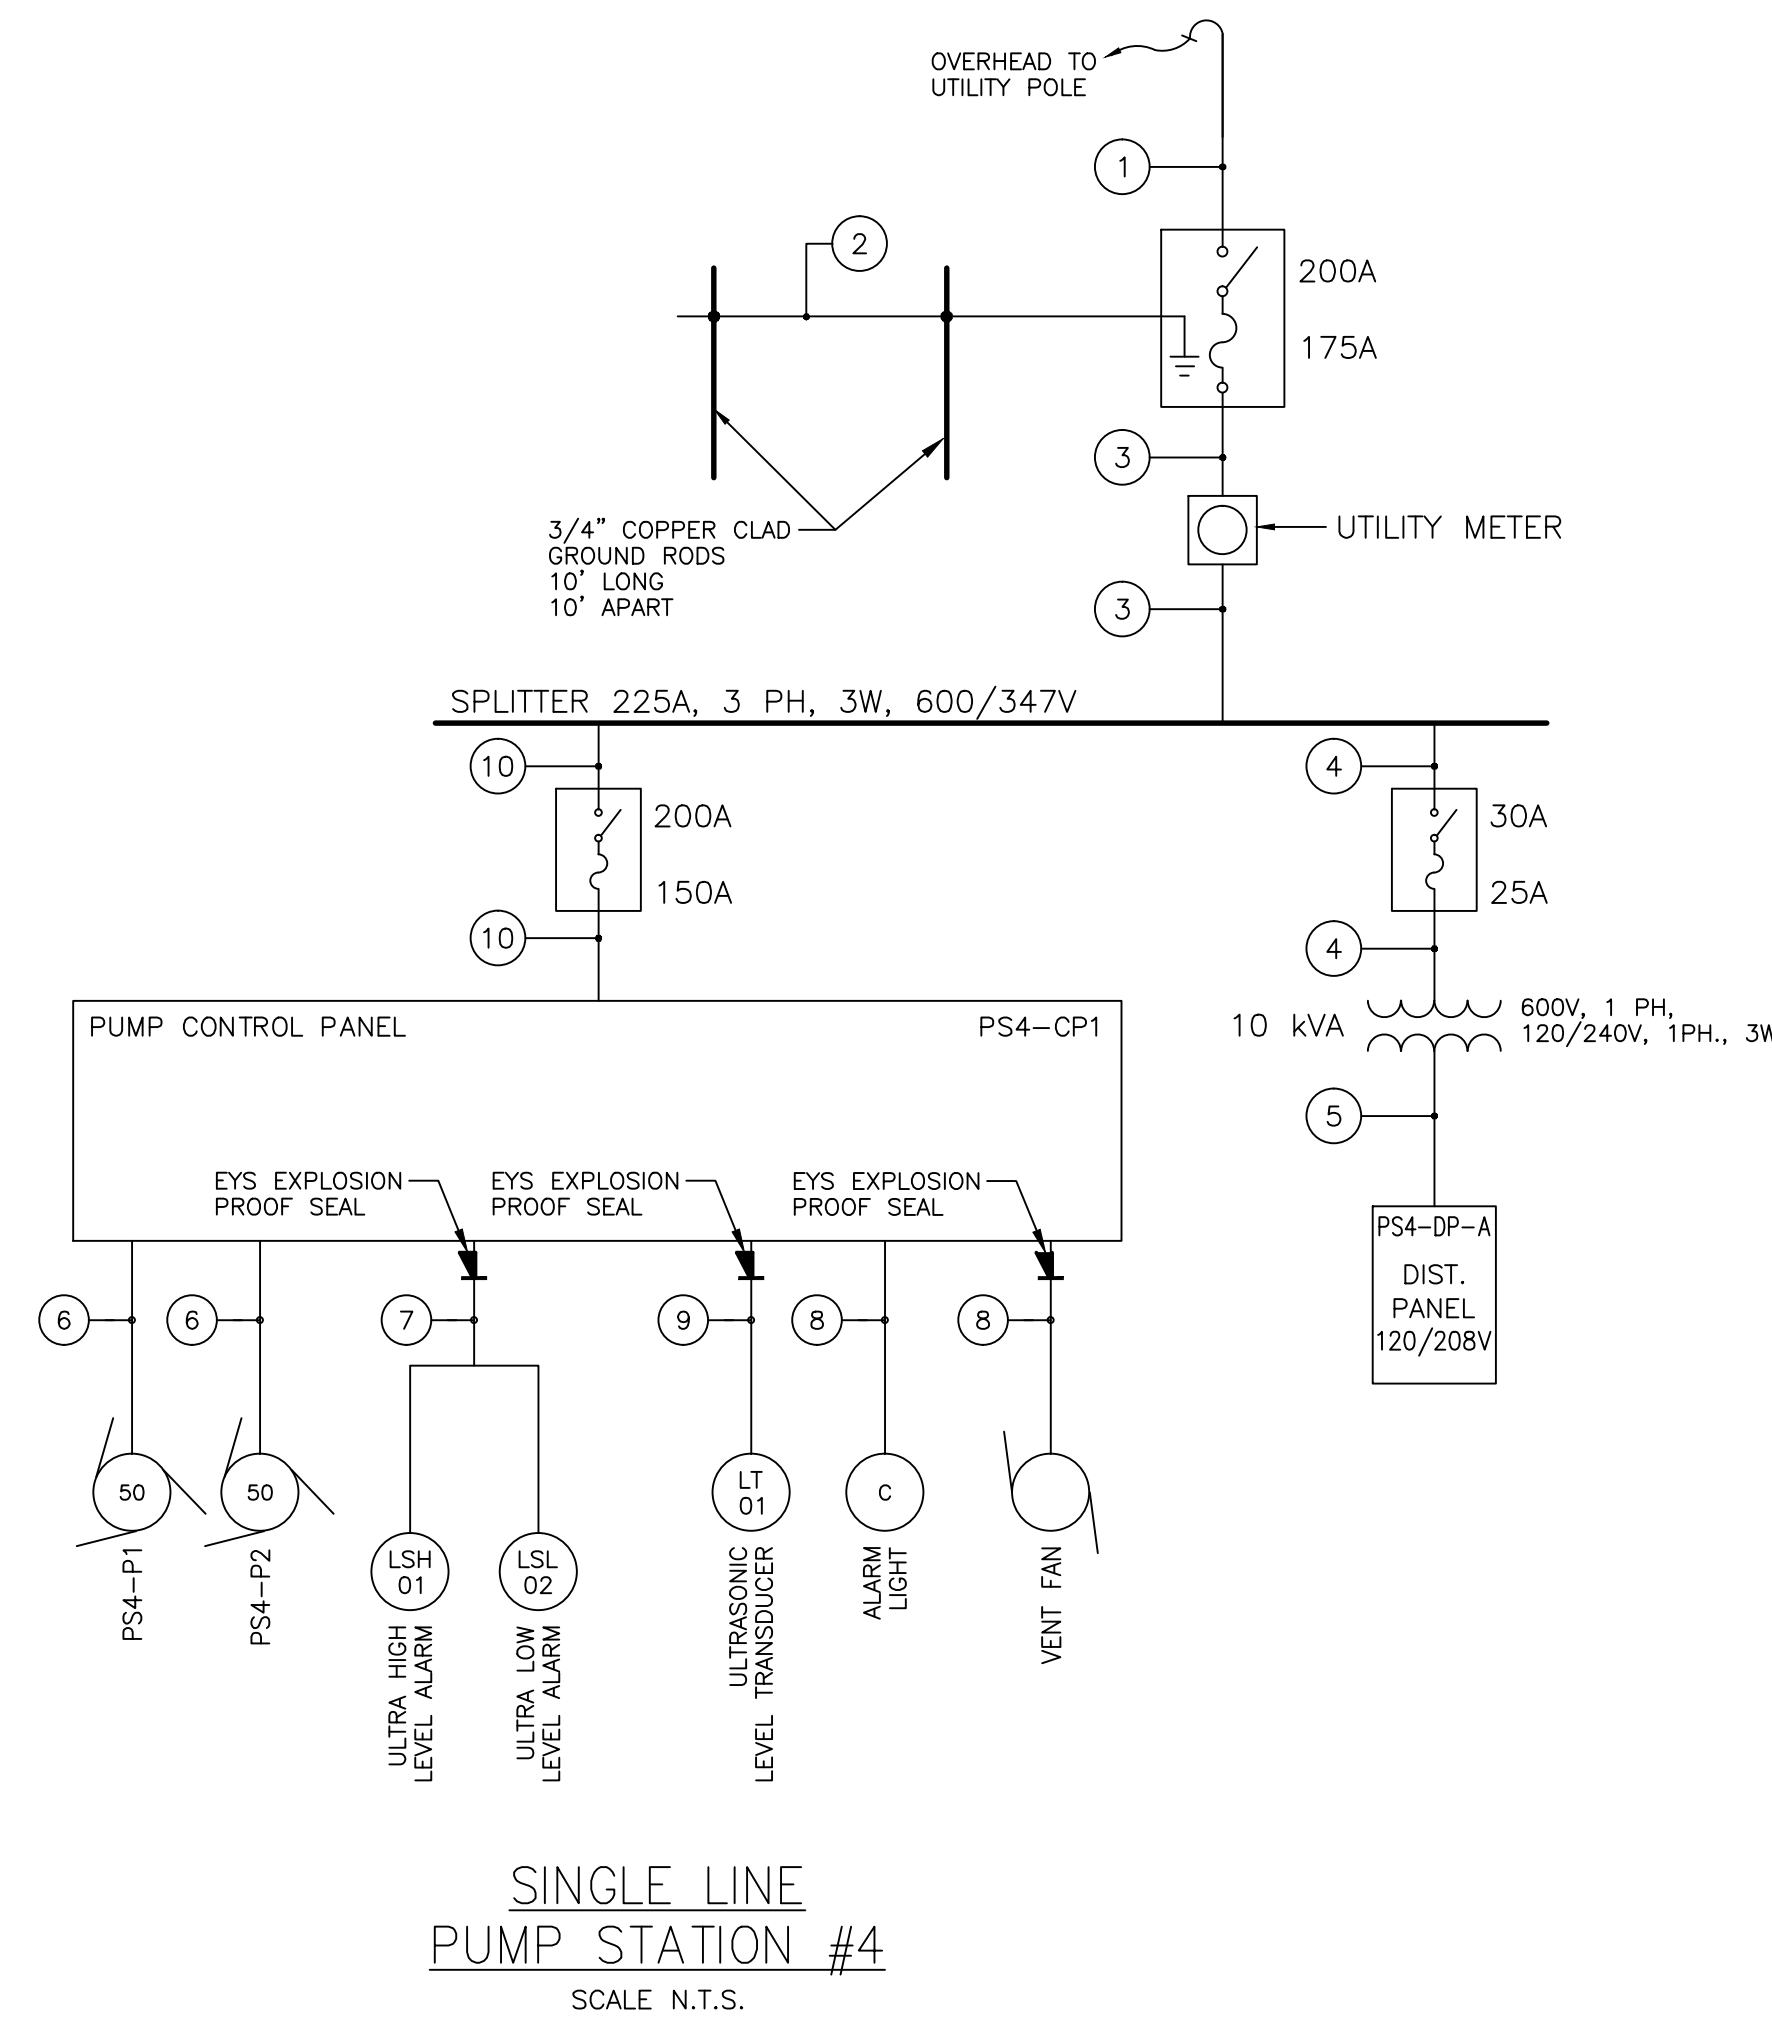 OVERHEAD TO
UTILITY POLE
1
2
200A
175A
3
3/4" COPPER CLAD
GROUND RODS
10' LONG
10' APART
UTILITY METER
3
SPLITTER 225A, 3 PH, 3W, 600/347V
10
4
200A
150A
30A
25A
10
4
PUMP CONTROL PANEL
PS4-CP1
10 kVA
600V, 1 PH,
120/240V, 1PH., 3W
5
EYS EXPLOSION
PROOF SEAL
EYS EXPLOSION
PROOF SEAL
EYS EXPLOSION
PROOF SEAL
PS4-DP-A
DIST.
PANEL
120/208V
6
6
7
9
8
8
50
50
LT
01
C
LSH
01
LSL
02
PS4-P1
PS4-P2
ULTRA HIGH
LEVEL ALARM
ULTRA LOW
LEVEL ALARM
ULTRASONIC
LEVEL TRANSDUCER
ALARM
LIGHT
VENT FAN
SINGLE LINE
PUMP STATION #4
SCALE N.T.S.